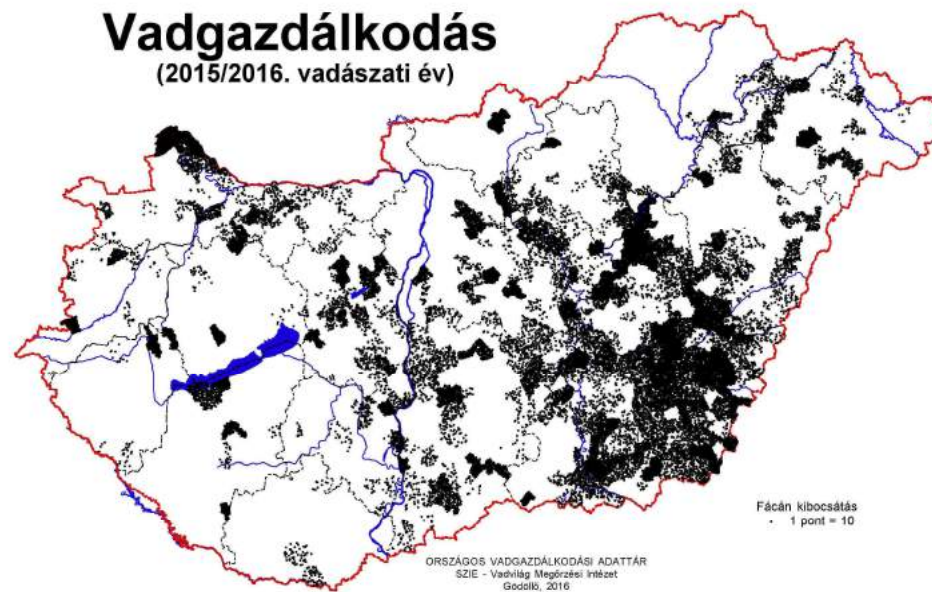 Vadgazdálkodás
(2015/2016. vadászati év)
Fácán kibocsátás
1 pont = 10
ORSZÁGOS VADGAZDÁLKODÁSI ADATTÁR
SZIE - Vadvilág Megőrzési Intézet
Gödöllő, 2016